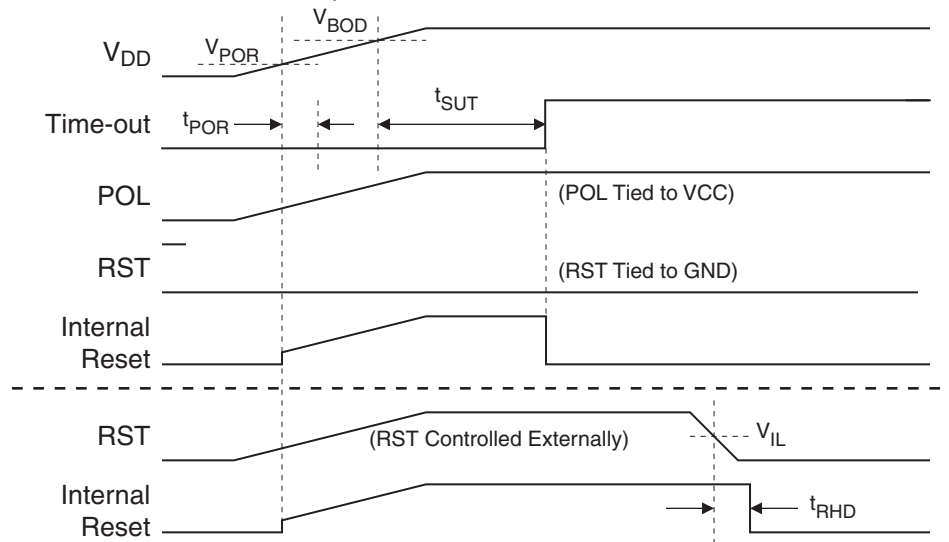 V_BOD
V_POR
V_DD
t_SUT
Time-out
t_POR
POL
(POL Tied to VCC)
RST
(RST Tied to GND)
Internal
Reset
RST
(RST Controlled Externally)
V_IL
Internal
Reset
t_RHD